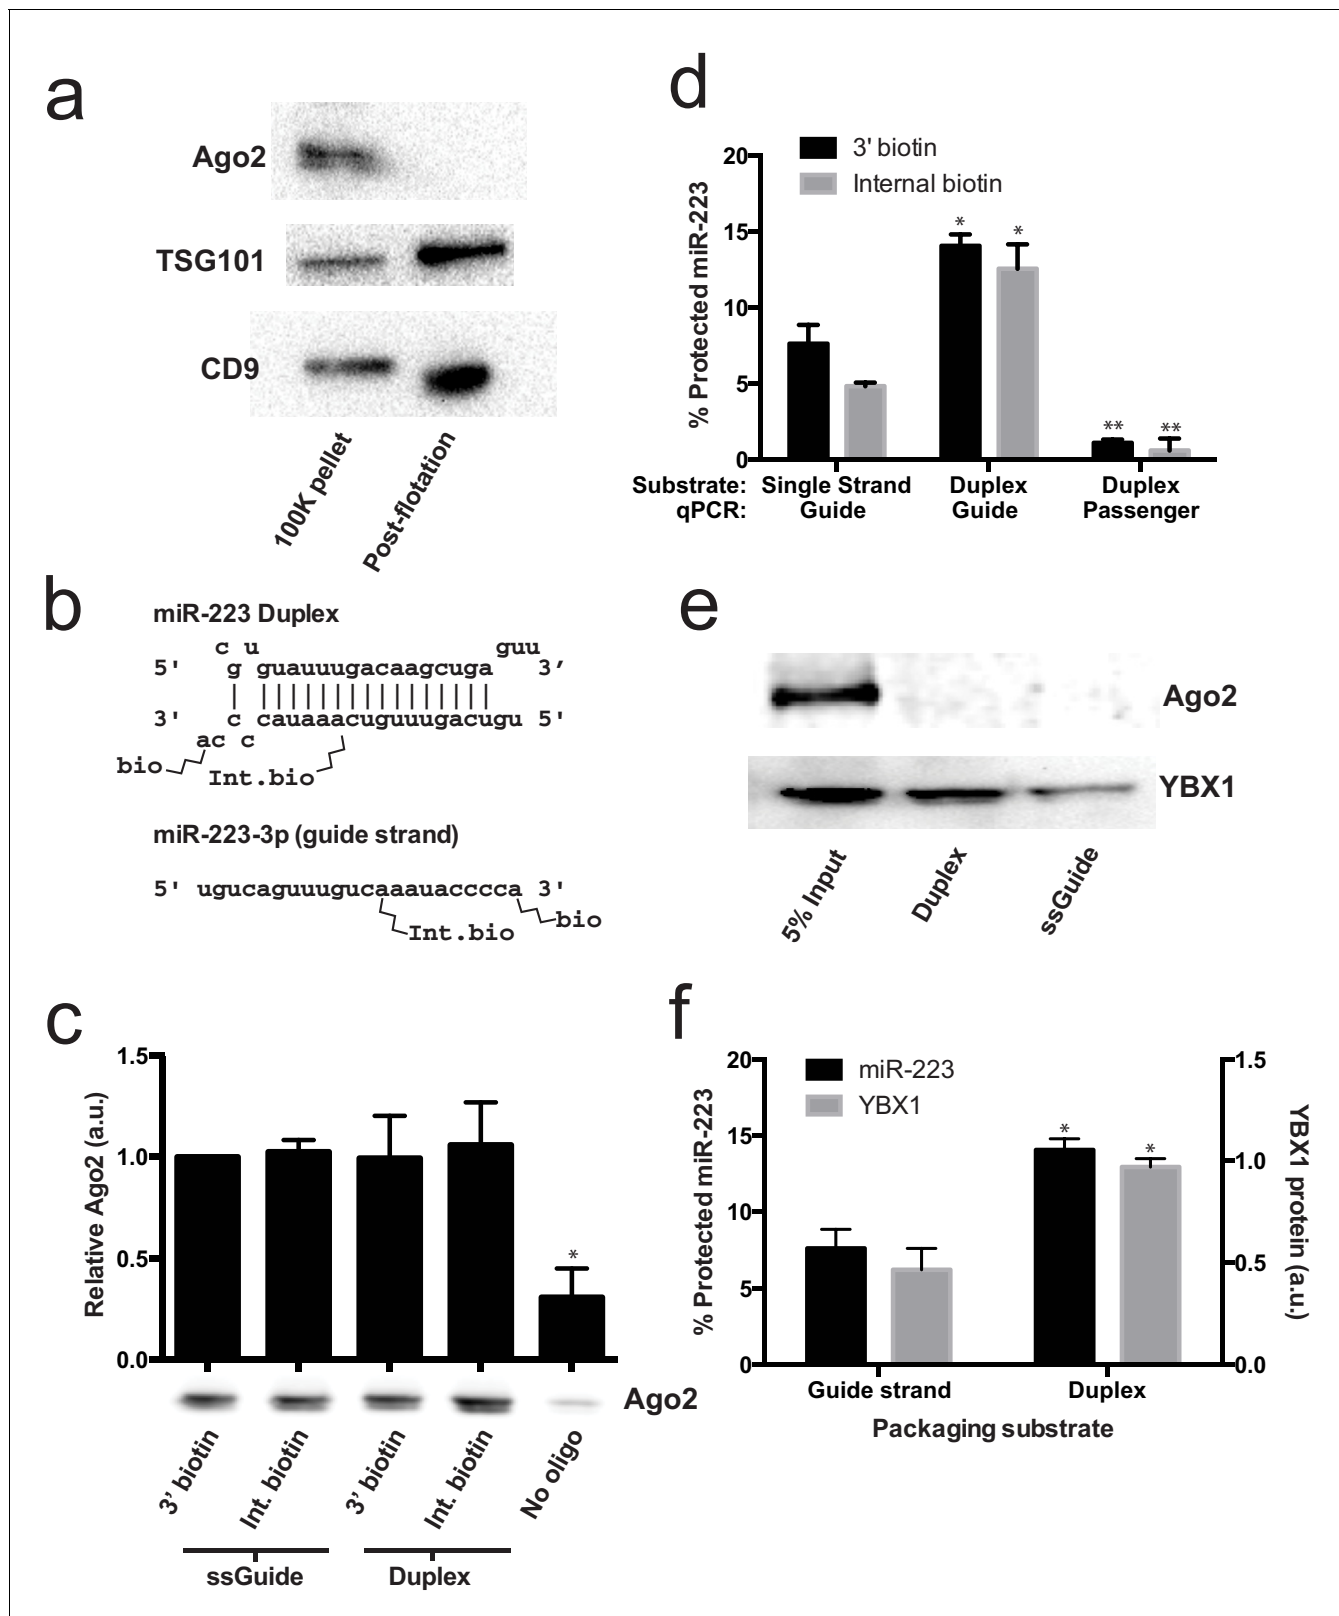 a
Ago2
TSG101
CD9
100K pellet
Post-flotation
b
miR-223 Duplex
c u guu
5' g guauuugacaagcuga 3’
3' c cauaaacuguuugacugu 5'
ac c
bio Int.bio
miR-223-3p (guide strand)
5' ugucaguuugucaaauacccca 3'
Int.bio bio
c
1.5
1.0
0.5
0.0
Relative Ago2 (a.u.)
*
Ago2
3’ biotin
Int. biotin
3’ biotin
Int. biotin
No oligo
ssGuide
Duplex
d
3' biotin
Internal biotin
20
15
10
5
0
% Protected miR-223
* *
** **
Substrate: Single Strand Duplex Duplex
qPCR: Guide Guide Passenger
e
Ago2
YBX1
5% Input
Duplex
ssGuide
f
miR-223
YBX1
20
15
10
5
0
% Protected miR-223
1.5
1.0
0.5
0.0
YBX1 protein (a.u.)
* *
Guide strand Duplex
Packaging substrate